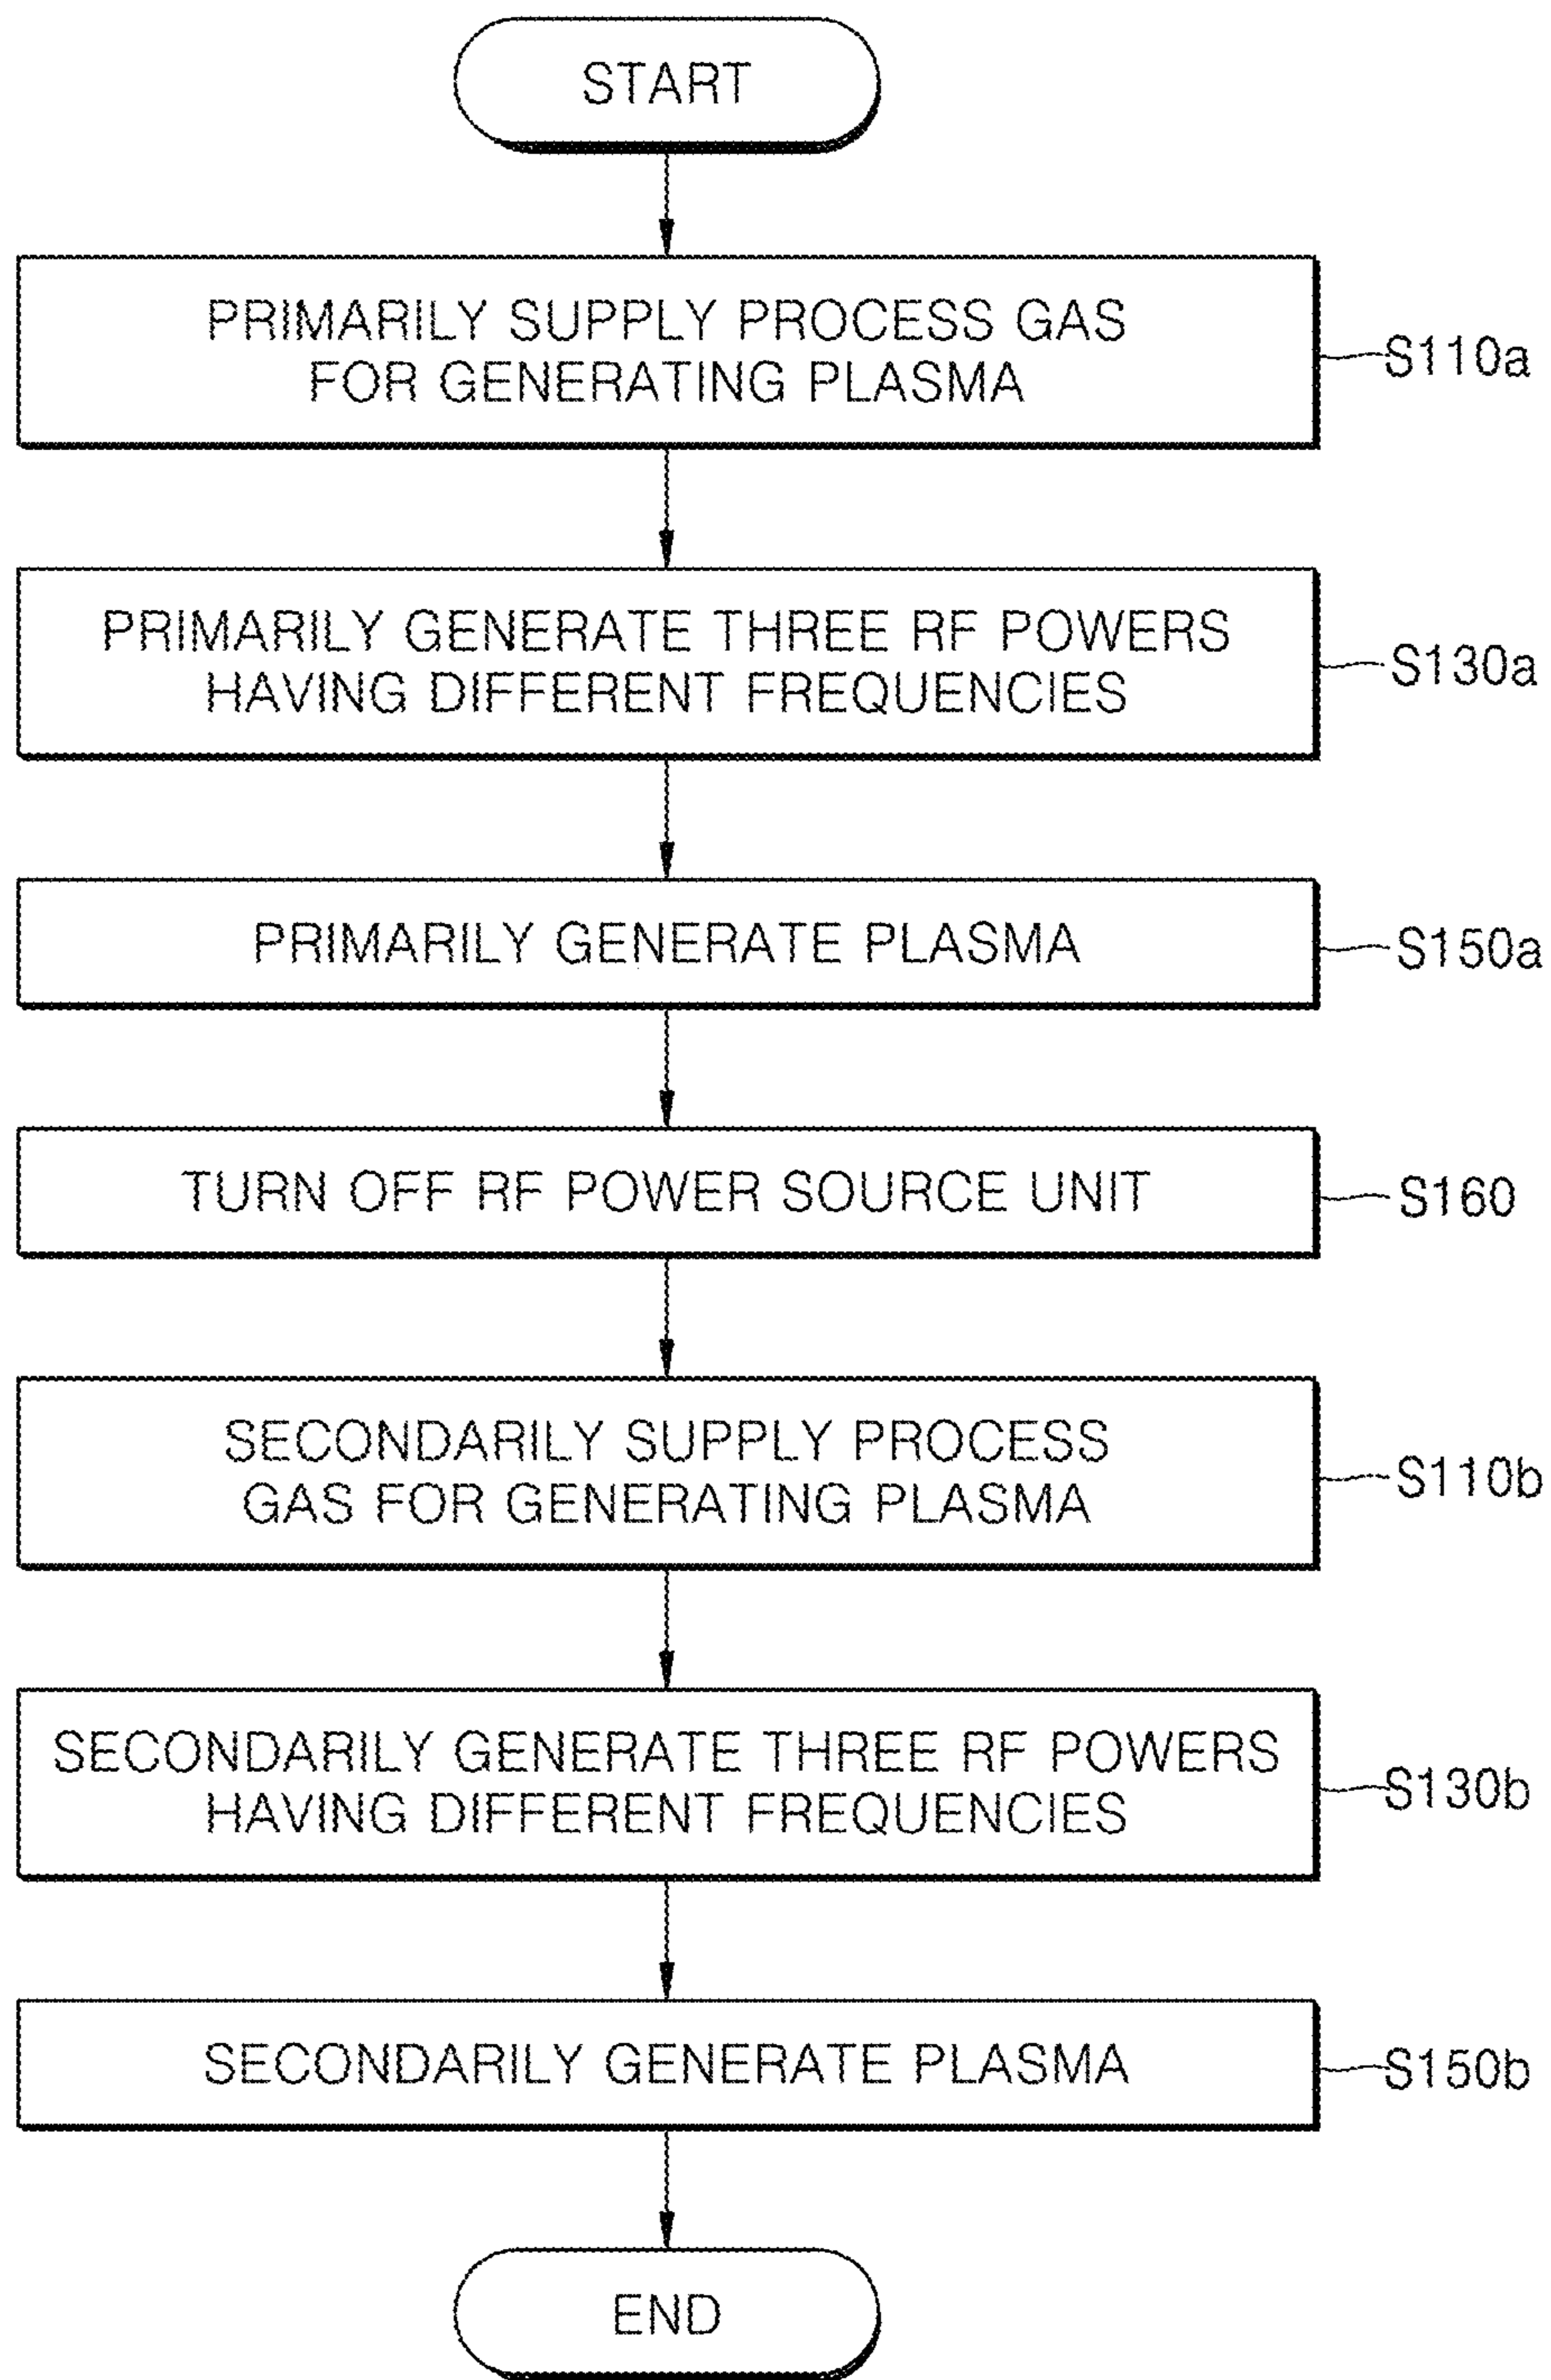 START
PRIMARILY SUPPLY PROCESS GAS
FOR GENERATING PLASMA
S110a
PRIMARILY GENERATE THREE RF POWERS
HAVING DIFFERENT FREQUENCIES
S130a
PRIMARILY GENERATE PLASMA
S150a
TURN OFF RF POWER SOURCE UNIT
S160
SECONDARILY SUPPLY PROCESS
GAS FOR GENERATING PLASMA
S110b
SECONDARILY GENERATE THREE RF POWERS
HAVING DIFFERENT FREQUENCIES
S130b
SECONDARILY GENERATE PLASMA
S150b
END